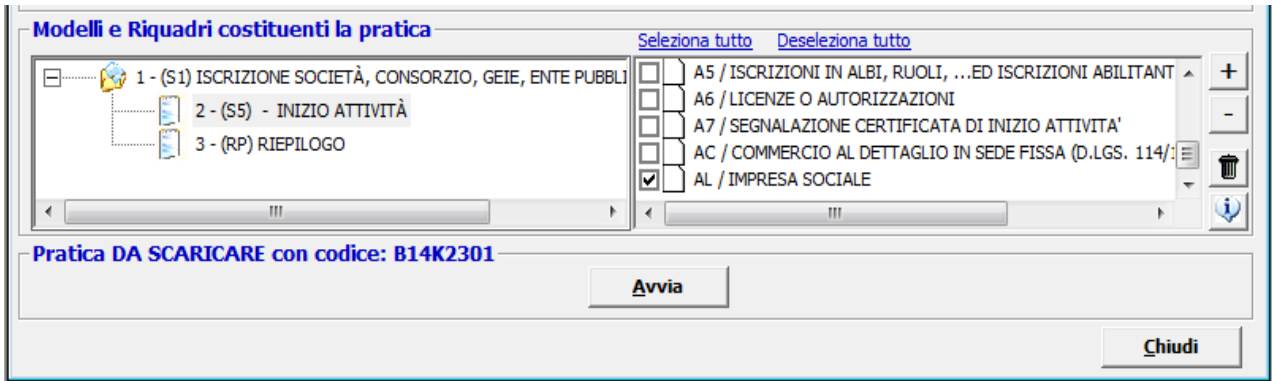 Modelli e Riquadri costituenti la pratica
Seleziona tutto Deseleziona tutto
1 - (S1) ISCRIZIONE SOCIETÀ, CONSORZIO, GEIE, ENTE PUBBLI
2 - (S5) - INIZIO ATTIVITÀ
3 - (RP) RIEPILOGO
A5 / ISCRIZIONI IN ALBI, RUOLI, ...ED ISCRIZIONI ABILITANT
A6 / LICENZE O AUTORIZZAZIONI
A7 / SEGNALAZIONE CERTIFICATA DI INIZIO ATTIVITA'
AC / COMMERCIO AL DETTAGLIO IN SEDE FISSA (D.LGS. 114/
AL / IMPRESA SOCIALE
+
-
Pratica DA SCARICARE con codice: B14K2301
Avvia
Chiudi